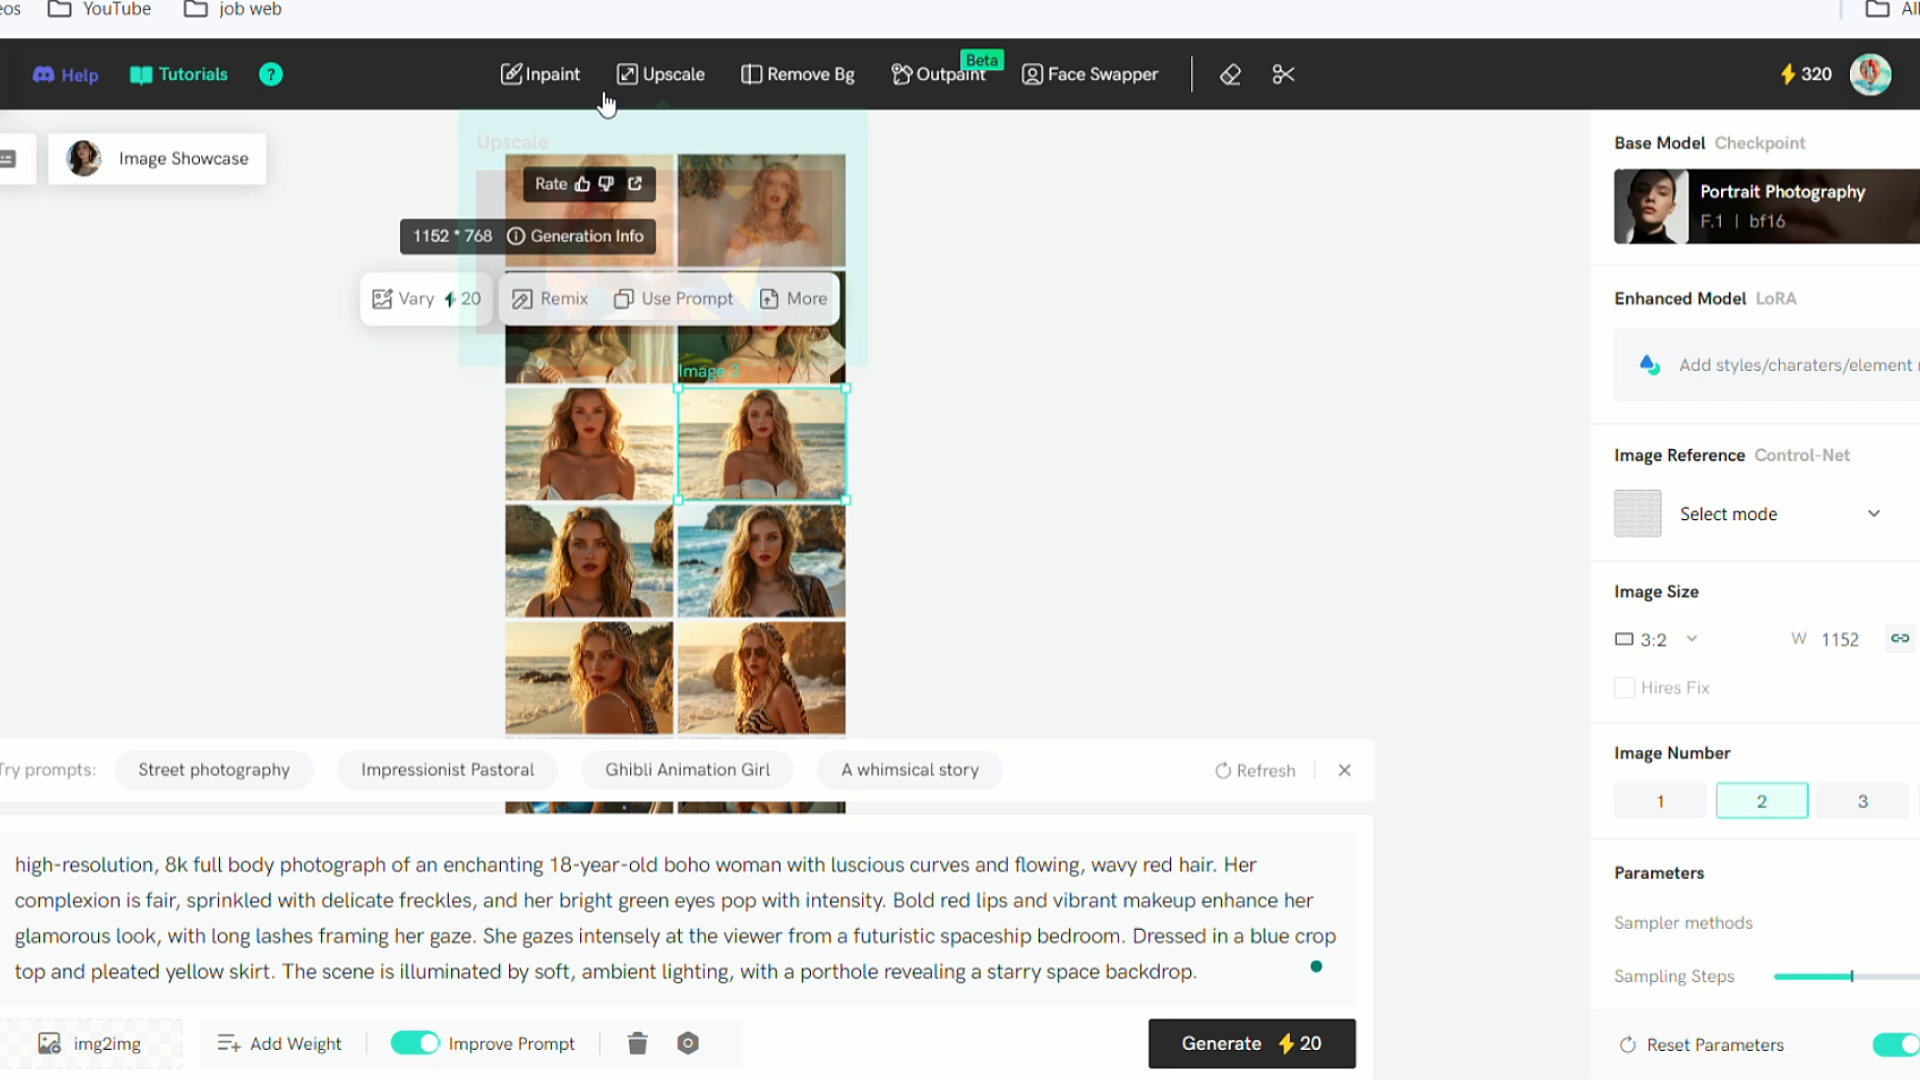 eos YouTube job web All
Help Tutorials ? Inpaint Upscale Remove Bg Outpaint Beta Face Swapper 320
Image Showcase
Upscale
Rate
1152 * 768 Generation Info
Vary 20 Remix Use Prompt More
Image 3
Base Model Checkpoint
Portrait Photography
F.1 | bf16
Enhanced Model LoRA
Add styles/charaters/element
Image Reference Control-Net
Select mode
Image Size
3:2 W 1152
Hires Fix
Image Number
1 2 3
Parameters
Sampler methods
Sampling Steps
Reset Parameters
Try prompts: Street photography Impressionist Pastoral Ghibli Animation Girl A whimsical story Refresh
high-resolution, 8k full body photograph of an enchanting 18-year-old boho woman with luscious curves and flowing, wavy red hair. Her
complexion is fair, sprinkled with delicate freckles, and her bright green eyes pop with intensity. Bold red lips and vibrant makeup enhance her
glamorous look, with long lashes framing her gaze. She gazes intensely at the viewer from a futuristic spaceship bedroom. Dressed in a blue crop
top and pleated yellow skirt. The scene is illuminated by soft, ambient lighting, with a porthole revealing a starry space backdrop.
img2img Add Weight Improve Prompt Generate 20